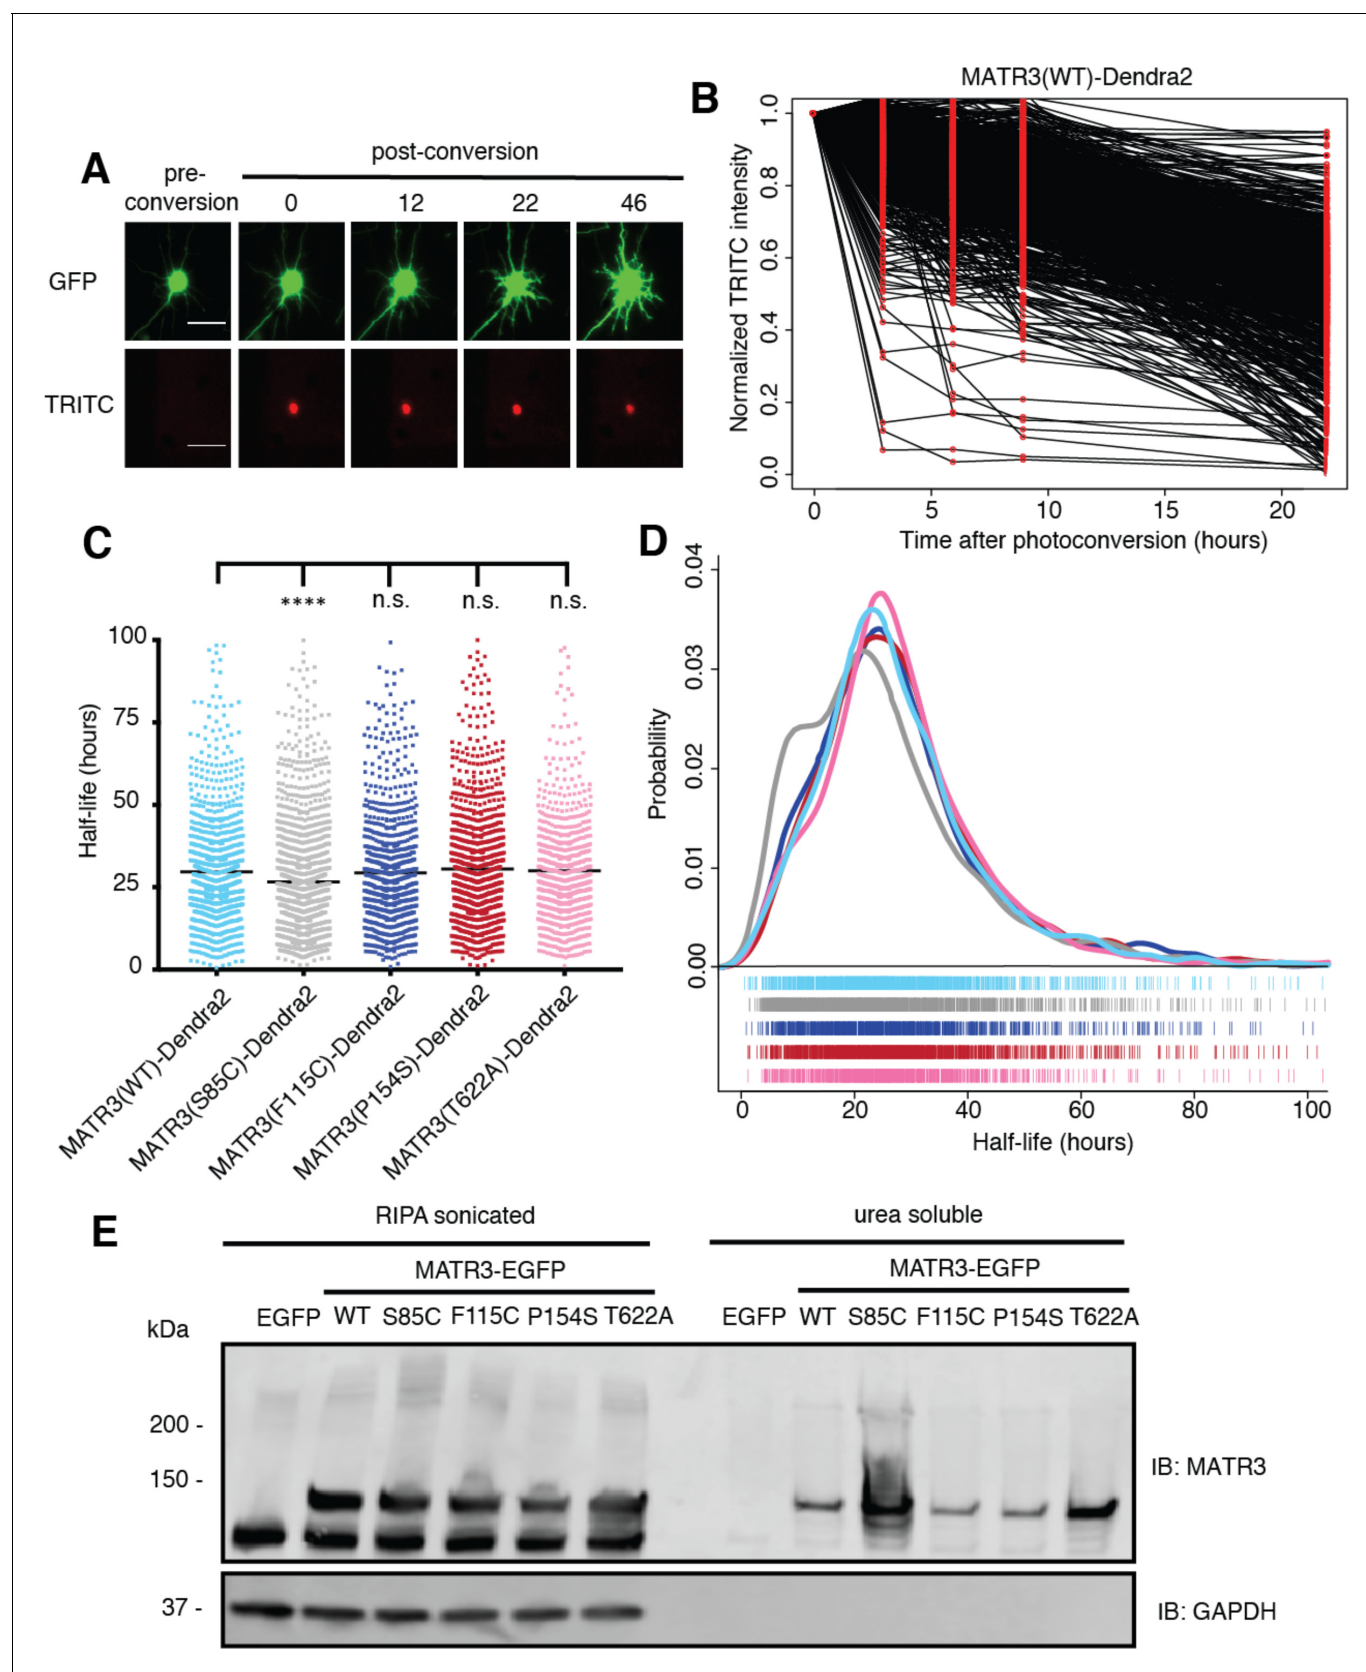 A
pre-
conversion
post-conversion
0 12 22 46
GFP
TRITC
B
MATR3(WT)-Dendra2
Normalized TRITC intensity
1.0
0.8
0.6
0.4
0.2
0.0
0 5 10 15 20
Time after photoconversion (hours)
C
**** n.s. n.s. n.s.
Half-life (hours)
100
75
50
25
0
MATR3(WT)-Dendra2
MATR3(S85C)-Dendra2
MATR3(F115C)-Dendra2
MATR3(P154S)-Dendra2
MATR3(T622A)-Dendra2
D
Probablility
0.04
0.03
0.02
0.01
0.00
0 20 40 60 80 100
Half-life (hours)
E
RIPA sonicated urea soluble
MATR3-EGFP MATR3-EGFP
EGFP WT S85C F115C P154S T622A EGFP WT S85C F115C P154S T622A
kDa
200 -
150 -
IB: MATR3
37 -
IB: GAPDH